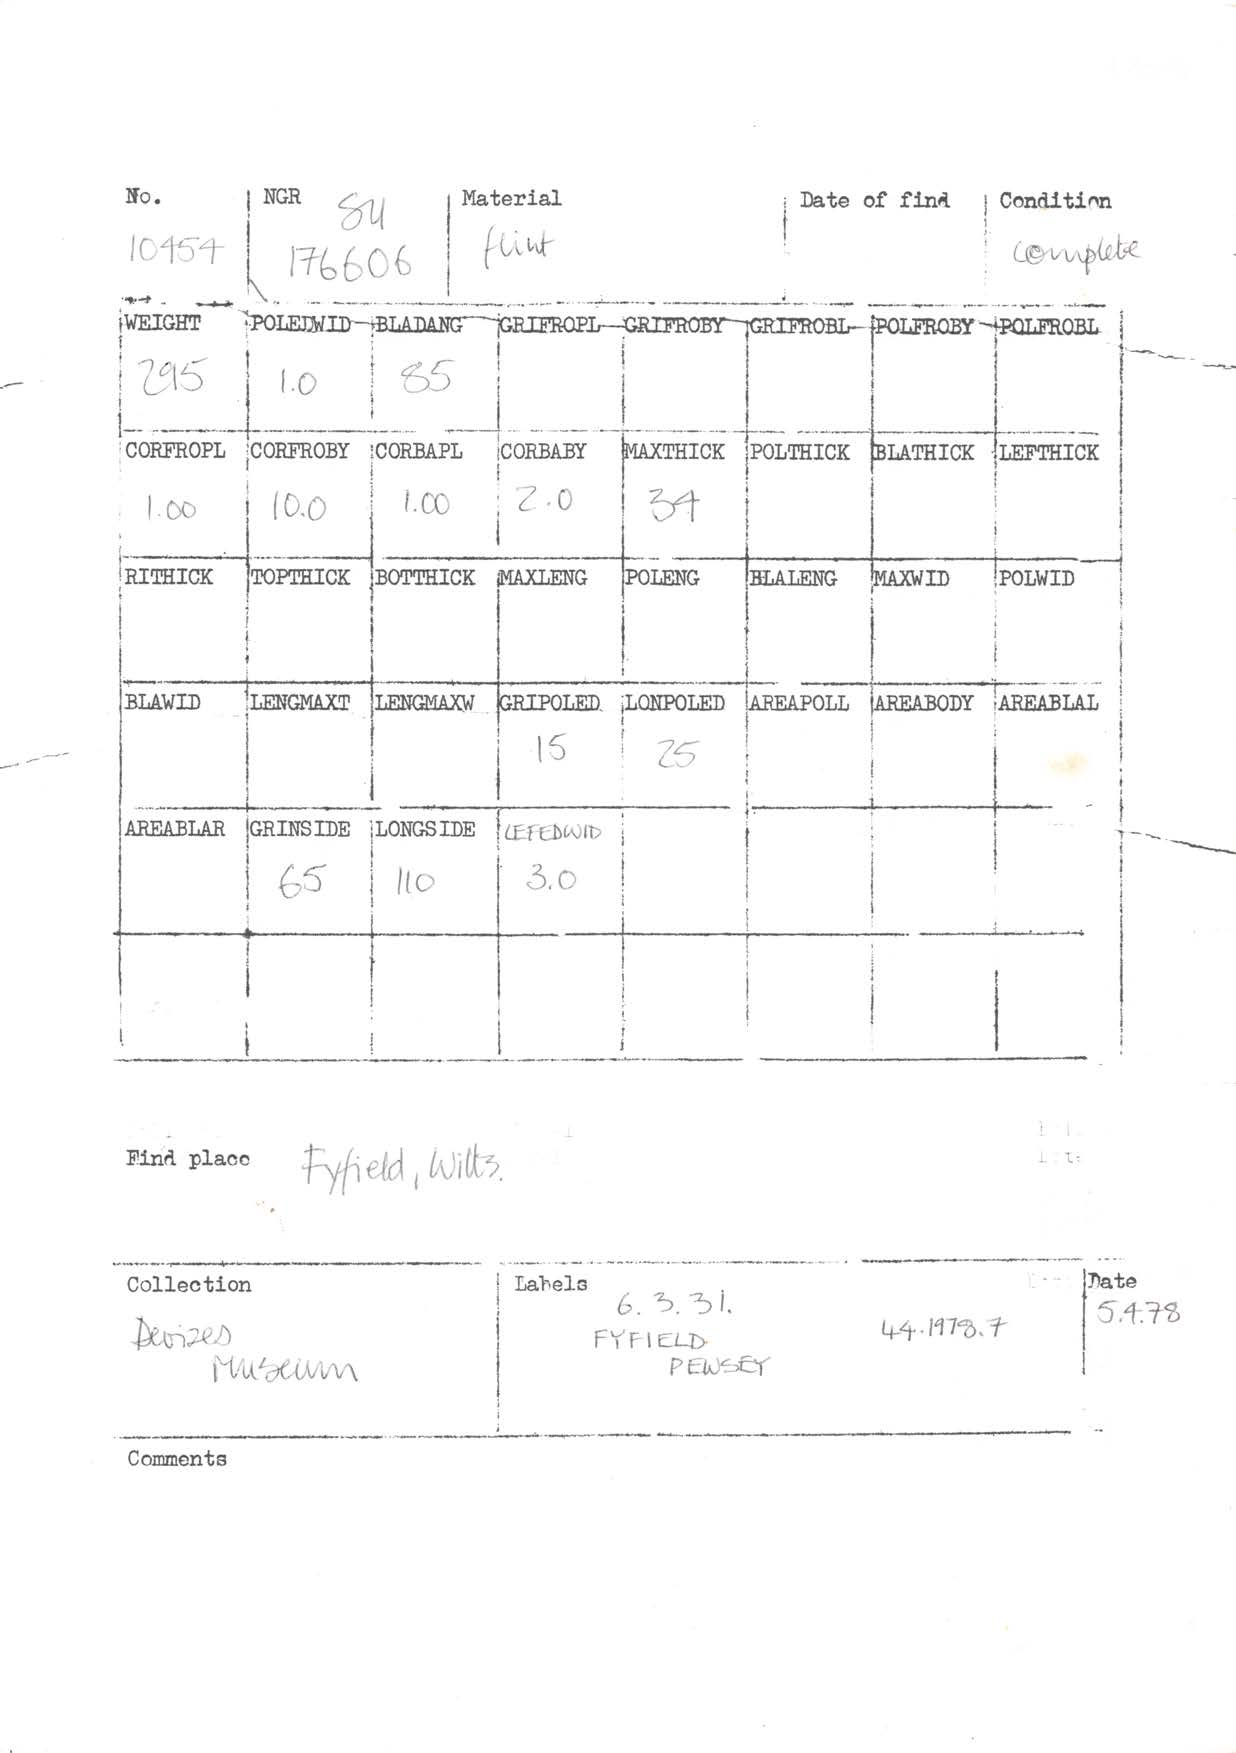 No. NGR Material Date of find Condition
SU
10454 176606 flint complete
WEIGHT POLEDWID BLADANG GRIFROPL GRIFROBY GRIFROBL POLFROBY POLFROBL
295 1.0 85
CORFROPL CORFROBY CORBAPL CORBABY MAXTHICK POLTHICK BLATHICK LEFTHICK
1.00 10.0 1.00 2.0 34
RITHICK TOPTHICK BOTTHICK MAXLENG POLENG BLALENG MAXWID POLWID
BLAWID LENGMAXT LENGMAXW GRIPOLED LONPOLED AREAPOLL AREABODY AREABLAL
15 25
AREABLAR GRINSIDE LONGSIDE LEFEDWID
65 110 3.0
Find place Fyfield, Wilts.
Collection Labels Date
6.3.31. 5.4.78
Devizes FYFIELD 44.1978.7
Museum PEWSEY
Comments